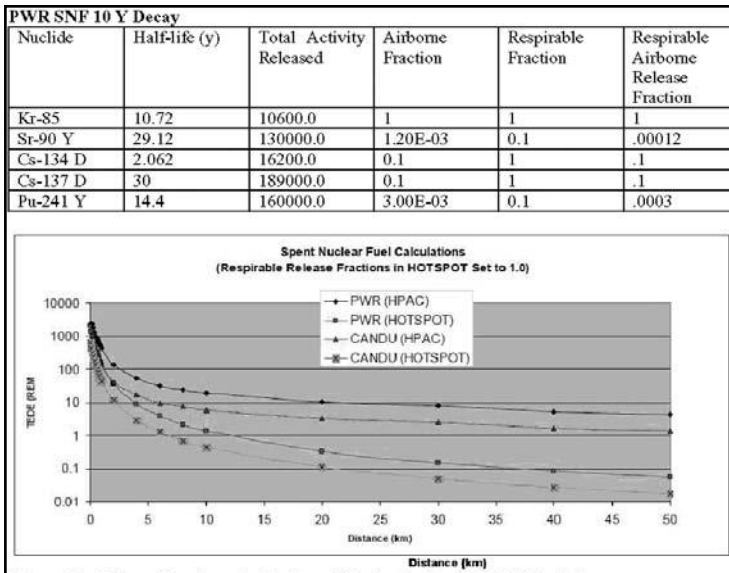 PWR SNF 10 Y Decay
Nuclide Half-life (y) Total Activity Released Airborne Fraction Respirable Fraction Respirable Airborne Release Fraction
Kr-85 10.72 10600.0 1 1 1
Sr-90 Y 29.12 130000.0 1.20E-03 0.1 .00012
Cs-134 D 2.062 16200.0 0.1 1 .1
Cs-137 D 30 189000.0 0.1 1 .1
Pu-241 Y 14.4 160000.0 3.00E-03 0.1 .0003
Spent Nuclear Fuel Calculations
(Respirable Release Fractions in HOTSPOT Set to 1.0)
PWR (HPAC)
PWR (HOTSPOT)
CANDU (HPAC)
CANDU (HOTSPOT)
TEDE (REM
10000
1000
100
10
1
0.1
0.01
0 5 10 15 20 25 30 35 40 45 50
Distance (km)
Distance (km)